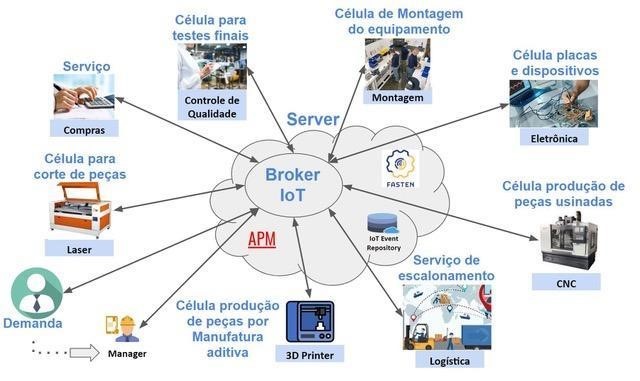 Célula para
testes finais
Controle de
Qualidade
Célula de Montagem
do equipamento
Montagem
Serviço
Compras
Célula placas
e dispositivos
Eletrônica
Server
Broker
IoT
FASTEN
Célula para
corte de peças
Laser
Célula produção de
peças usinadas
CNC
APM
IoT Event
Repository
Serviço de
escalonamento
Logística
Demanda
Manager
Célula produção
de peças por
Manufatura
aditiva
3D Printer